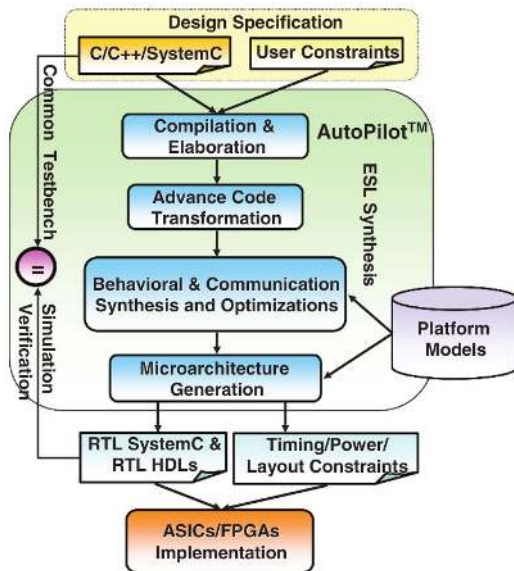 Design Specification
C/C++/SystemC
User Constraints
Compilation &
Elaboration
AutoPilot™
Common Testbench
ESL Synthesis
Advance Code
Transformation
=
Behavioral & Communication
Synthesis and Optimizations
Platform
Models
Simulation
Verification
Microarchitecture
Generation
RTL SystemC &
RTL HDLs
Timing/Power/
Layout Constraints
ASICs/FPGAs
Implementation